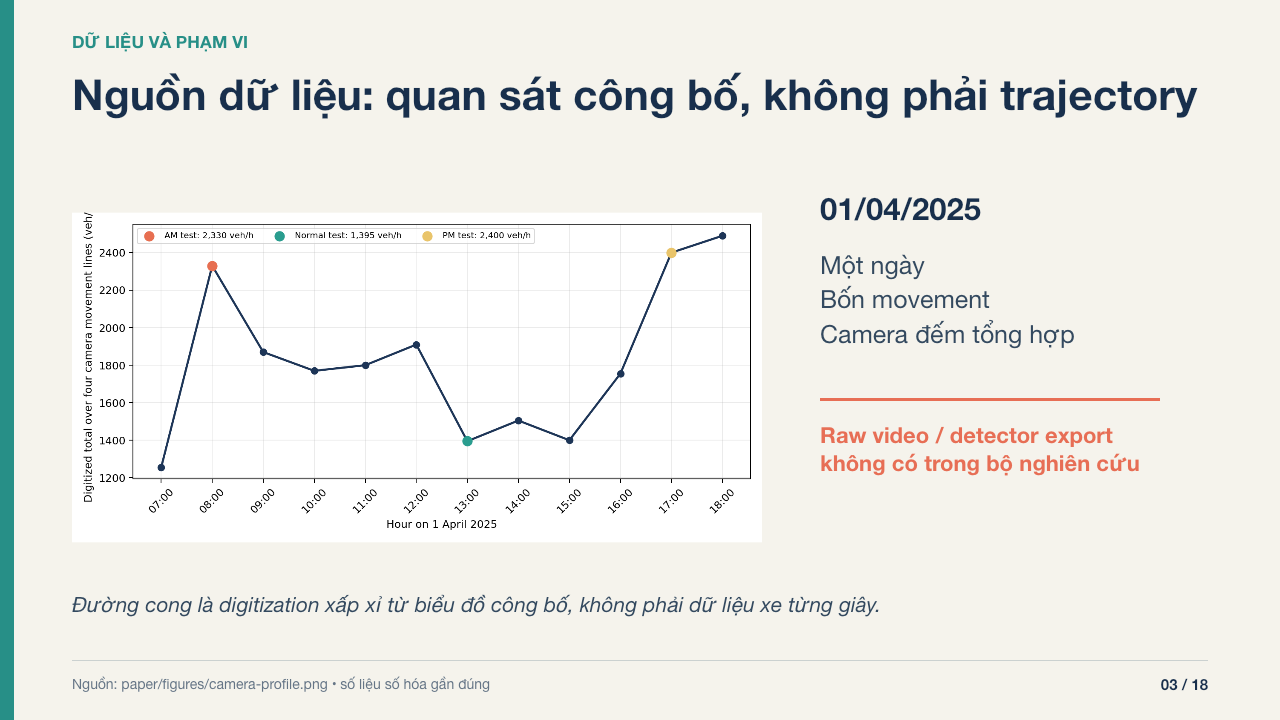 DỮ LIỆU VÀ PHẠM VI
Nguồn dữ liệu: quan sát công bố, không phải trajectory
Digitized total over four camera movement lines (veh/
AM test: 2,330 veh/h
Normal test: 1,395 veh/h
PM test: 2,400 veh/h
2400
2200
2000
1800
1600
1400
1200
07:00
08:00
09:00
10:00
11:00
12:00
13:00
14:00
15:00
16:00
17:00
18:00
Hour on 1 April 2025
01/04/2025
Một ngày
Bốn movement
Camera đếm tổng hợp
Raw video / detector export
không có trong bộ nghiên cứu
Đường cong là digitization xấp xỉ từ biểu đồ công bố, không phải dữ liệu xe từng giây.
Nguồn: paper/figures/camera-profile.png • số liệu số hóa gần đúng
03 / 18